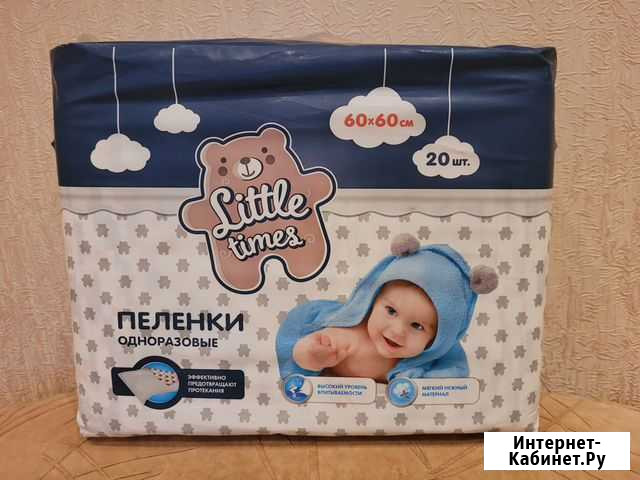 60×60 см
20 шт.
Little
times
ПЕЛЕНКИ
ОДНОРАЗОВЫЕ
ЭФФЕКТИВНО
ПРЕДОТВРАЩАЮТ
ПРОТЕКАНИЯ
ВЫСОКИЙ УРОВЕНЬ
ВПИТЫВАЕМОСТИ
МЯГКИЙ НЕЖНЫЙ
МАТЕРИАЛ
Интернет-
Кабинет.Ру